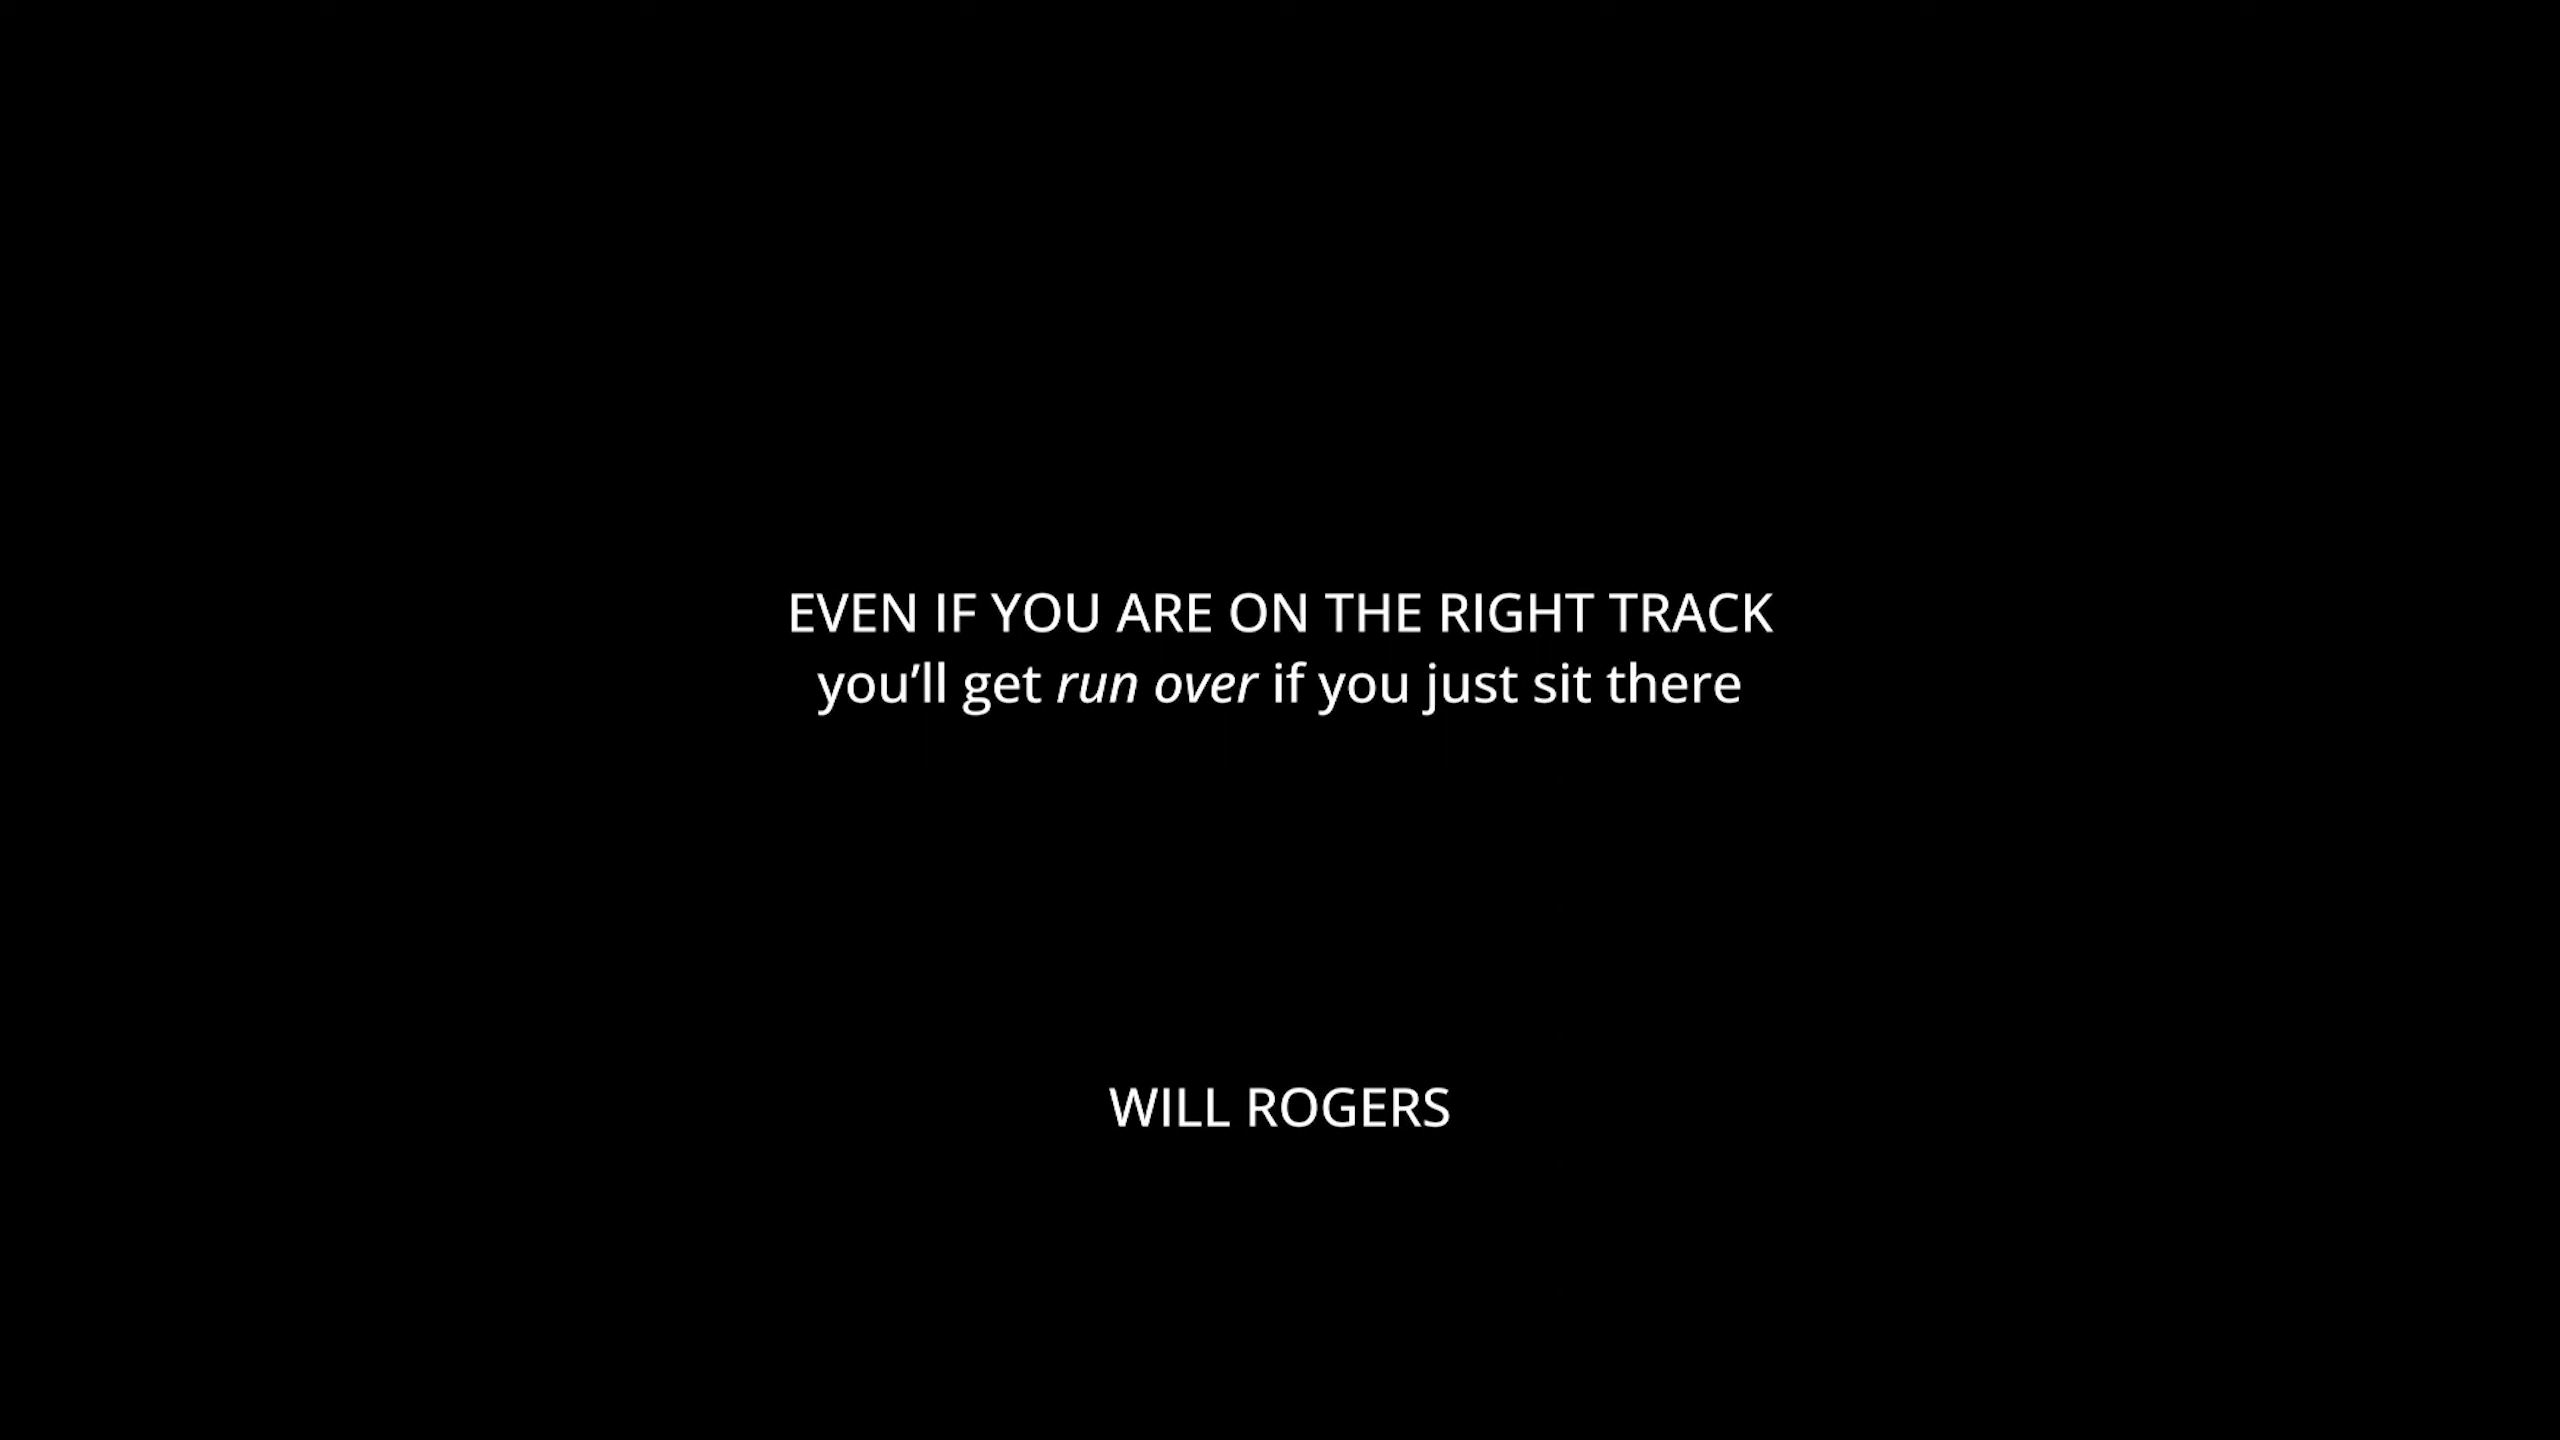 EVEN IF YOU ARE ON THE RIGHT TRACK
you’ll get run over if you just sit there
WILL ROGERS